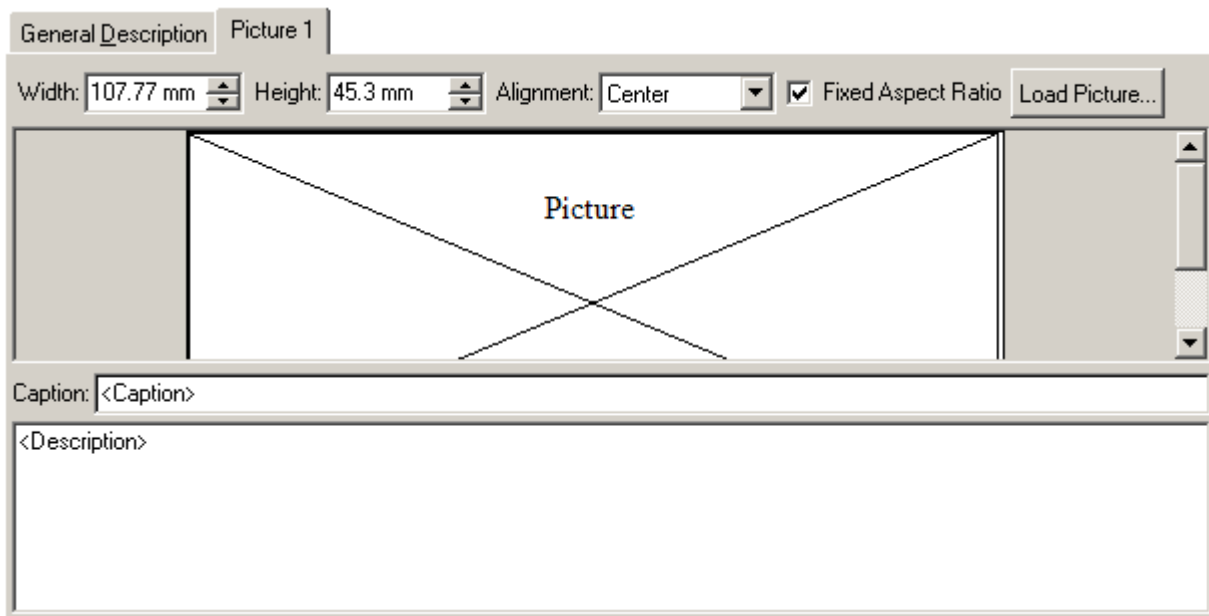 General Description Picture 1
Width: 107.77 mm Height: 45.3 mm Alignment: Center Fixed Aspect Ratio Load Picture...
Picture
Caption: <Caption>
<Description>